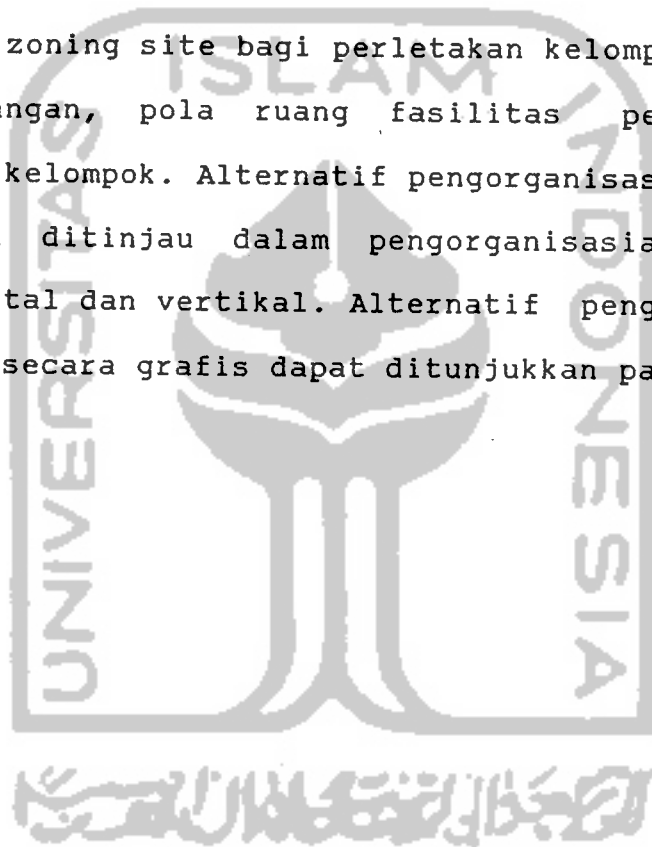 zoning site bagi perletakan kelomp
angan, pola ruang fasilitas pe
kelompok. Alternatif pengorganisas
ditinjau dalam pengorganisasia
tal dan vertikal. Alternatif peng
secara grafis dapat ditunjukkan pa
ISLAM
UNIVERSITAS
INDONESIA